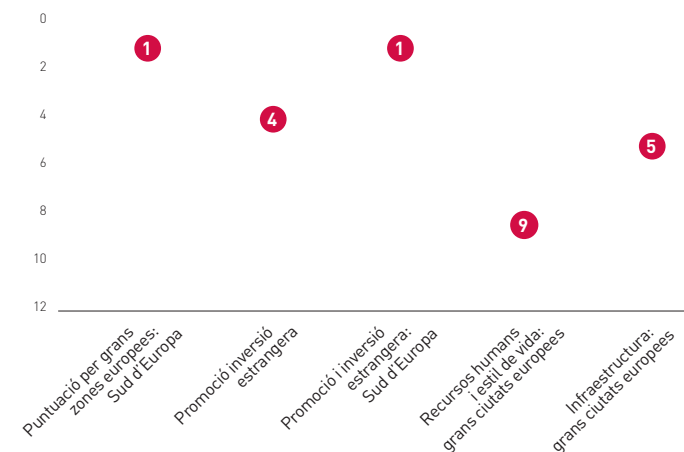 0
2
4
6
8
10
12
1
4
1
9
5
Puntuació per grans
zones europees:
Sud d'Europa
Promoció inversió
estrangera
Promoció i inversió
estrangera:
Sud d'Europa
Recursos humans
i estil de vida:
grans ciutats europees
Infraestructura:
grans ciutats europees